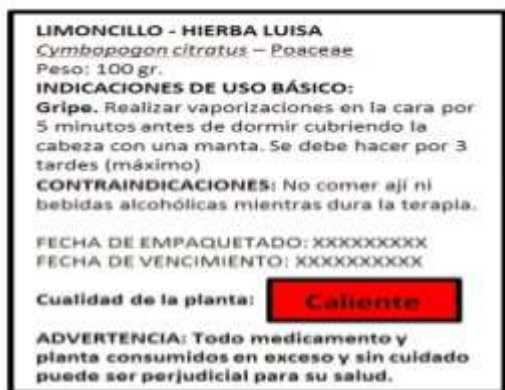 LIMONCILLO - HIERBA LUISA
Cymbopogon citratus – Poaceae
Peso: 100 gr.
INDICACIONES DE USO BÁSICO:
Gripe. Realizar vaporizaciones en la cara por
5 minutos antes de dormir cubriendo la
cabeza con una manta. Se debe hacer por 3
tardes (máximo)
CONTRAINDICACIONES: No comer ají ni
bebidas alcohólicas mientras dura la terapia.
FECHA DE EMPAQUETADO: XXXXXXXXX
FECHA DE VENCIMIENTO: XXXXXXXXXX
Cualidad de la planta: Caliente
ADVERTENCIA: Todo medicamento y
planta consumidos en exceso y sin cuidado
puede ser perjudicial para su salud.